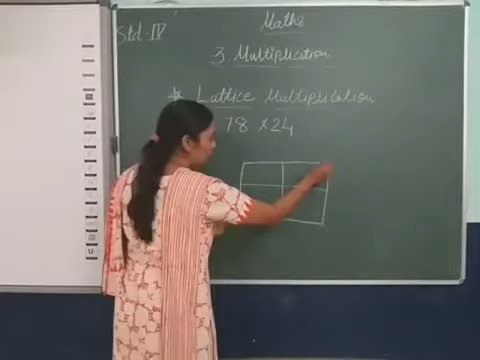 Std-IV
Maths
3. Multiplication
* Lattice Multiplication
78 × 24